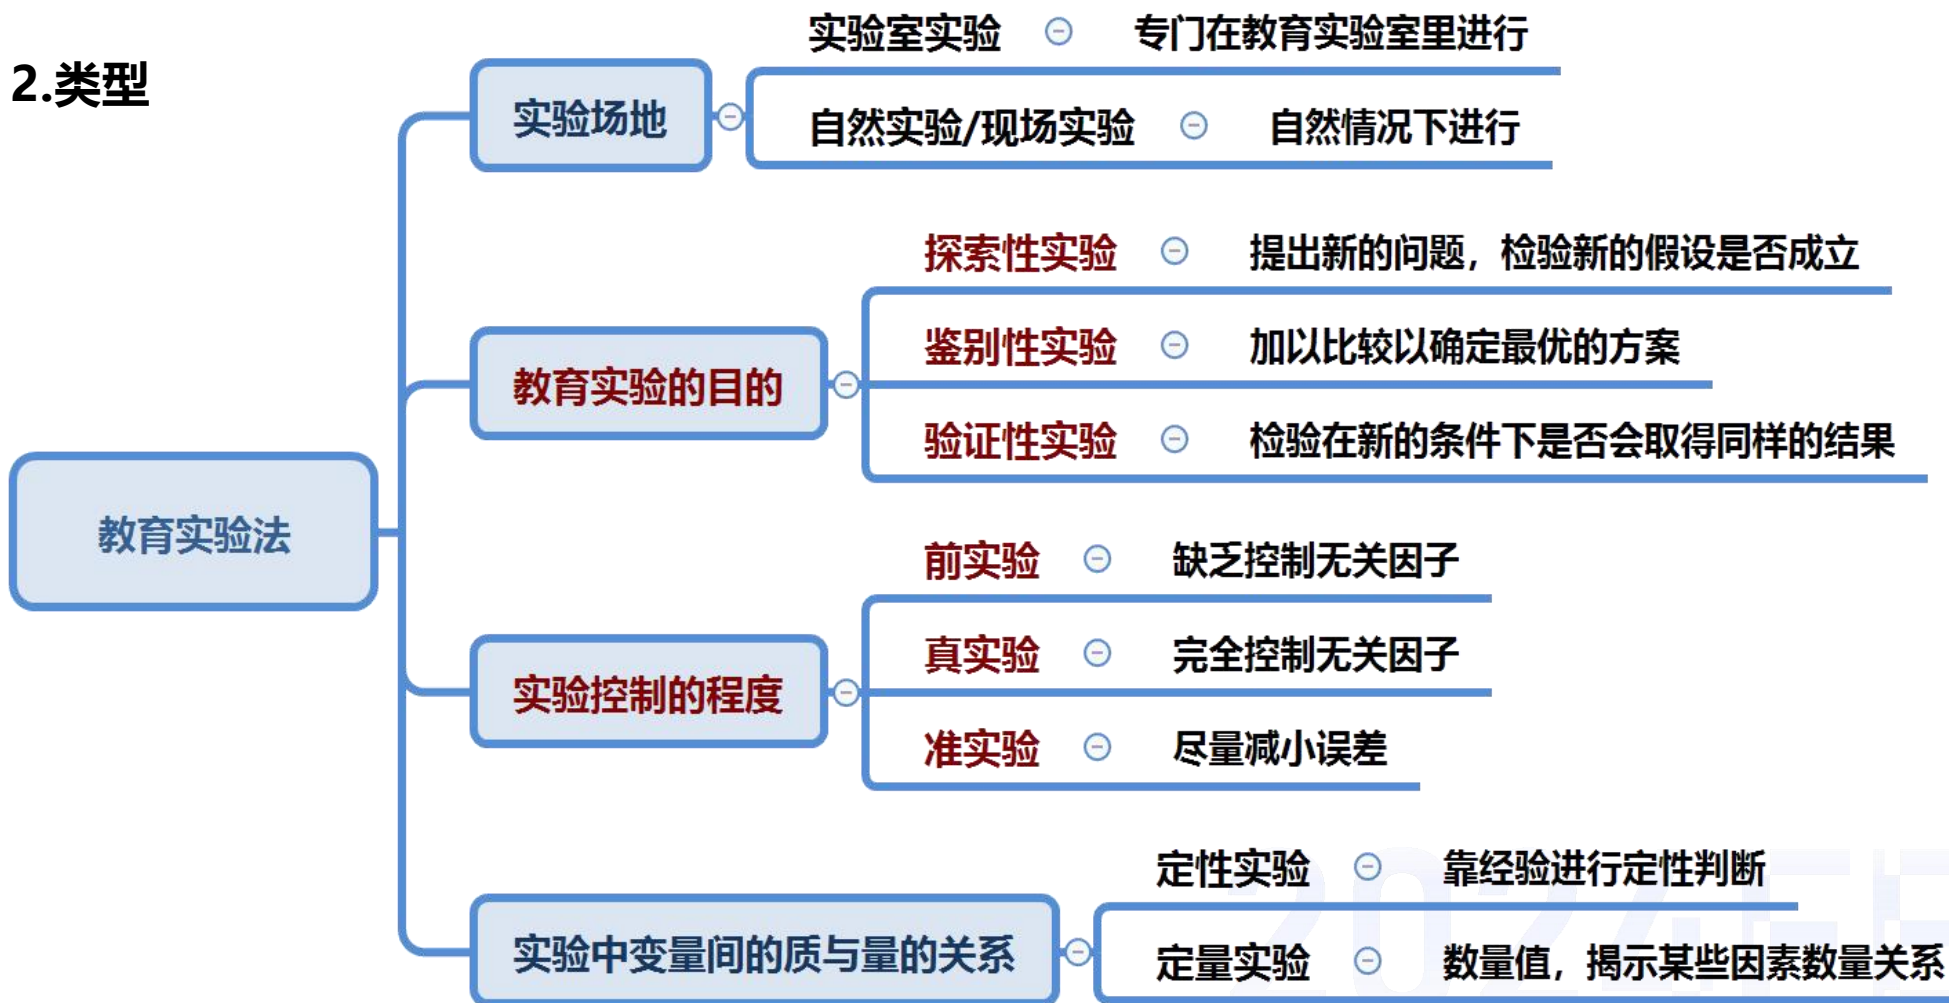 2.类型
教育实验法
实验场地
实验室实验 专门在教育实验室里进行
自然实验/现场实验 自然情况下进行
教育实验的目的
探索性实验 提出新的问题，检验新的假设是否成立
鉴别性实验 加以比较以确定最优的方案
验证性实验 检验在新的条件下是否会取得同样的结果
实验控制的程度
前实验 缺乏控制无关因子
真实验 完全控制无关因子
准实验 尽量减小误差
实验中变量间的质与量的关系
定性实验 靠经验进行定性判断
定量实验 数量值，揭示某些因素数量关系